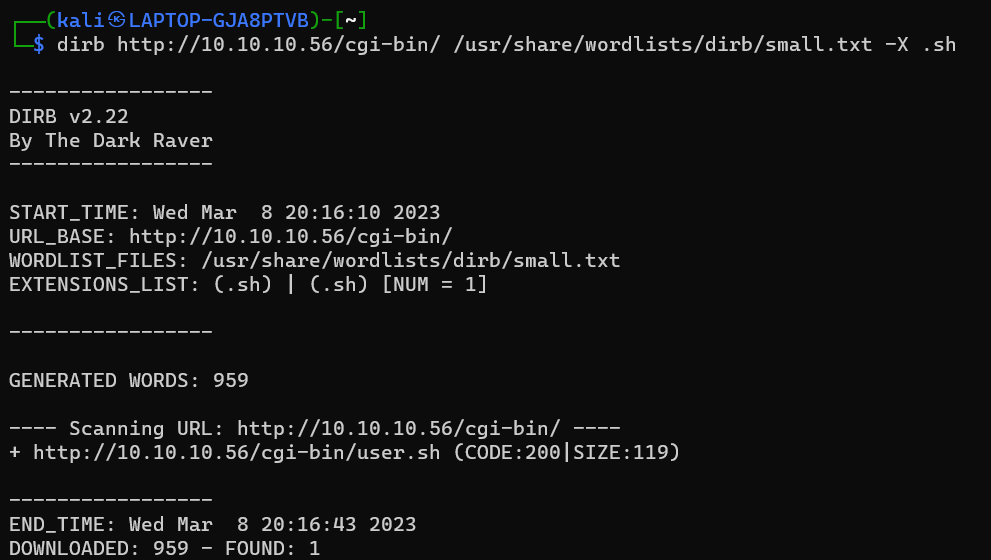 ┌──(kali㉿LAPTOP-GJA8PTVB)-[~]
└─$ dirb http://10.10.10.56/cgi-bin/ /usr/share/wordlists/dirb/small.txt -X .sh
-----------------
DIRB v2.22
By The Dark Raver
-----------------
START_TIME: Wed Mar  8 20:16:10 2023
URL_BASE: http://10.10.10.56/cgi-bin/
WORDLIST_FILES: /usr/share/wordlists/dirb/small.txt
EXTENSIONS_LIST: (.sh) | (.sh) [NUM = 1]
-----------------
GENERATED WORDS: 959
---- Scanning URL: http://10.10.10.56/cgi-bin/ ----
+ http://10.10.10.56/cgi-bin/user.sh (CODE:200|SIZE:119)
-----------------
END_TIME: Wed Mar  8 20:16:43 2023
DOWNLOADED: 959 - FOUND: 1